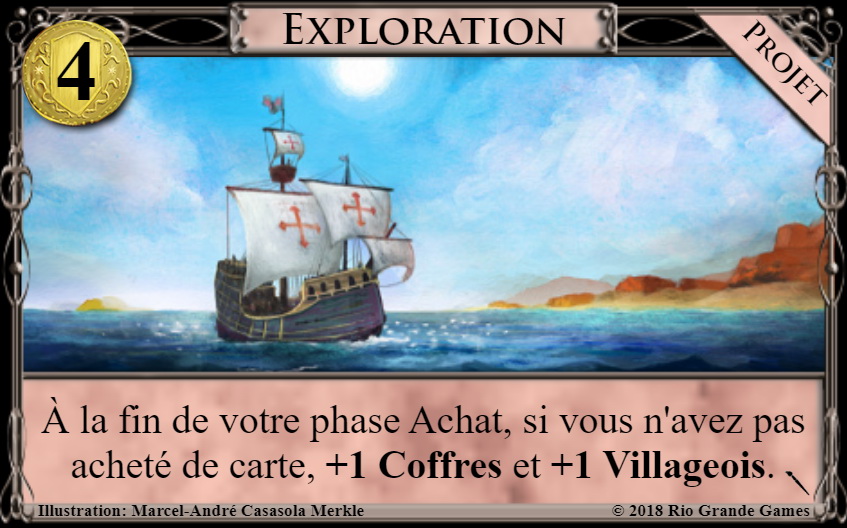 EXPLORATION
4
PROJET
À la fin de votre phase Achat, si vous n'avez pas
acheté de carte, +1 Coffres et +1 Villageois.
Illustration: Marcel-André Casasola Merkle
© 2018 Rio Grande Games